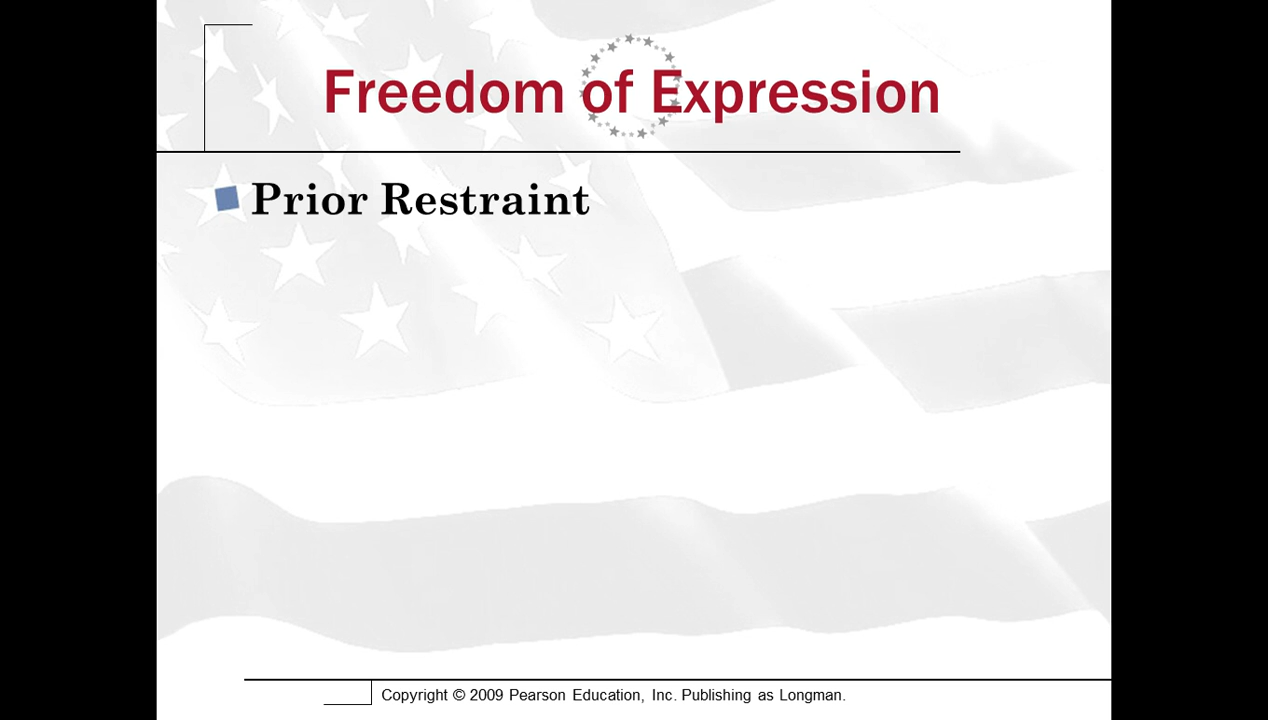 Freedom of Expression
Prior Restraint
Copyright © 2009 Pearson Education, Inc. Publishing as Longman.